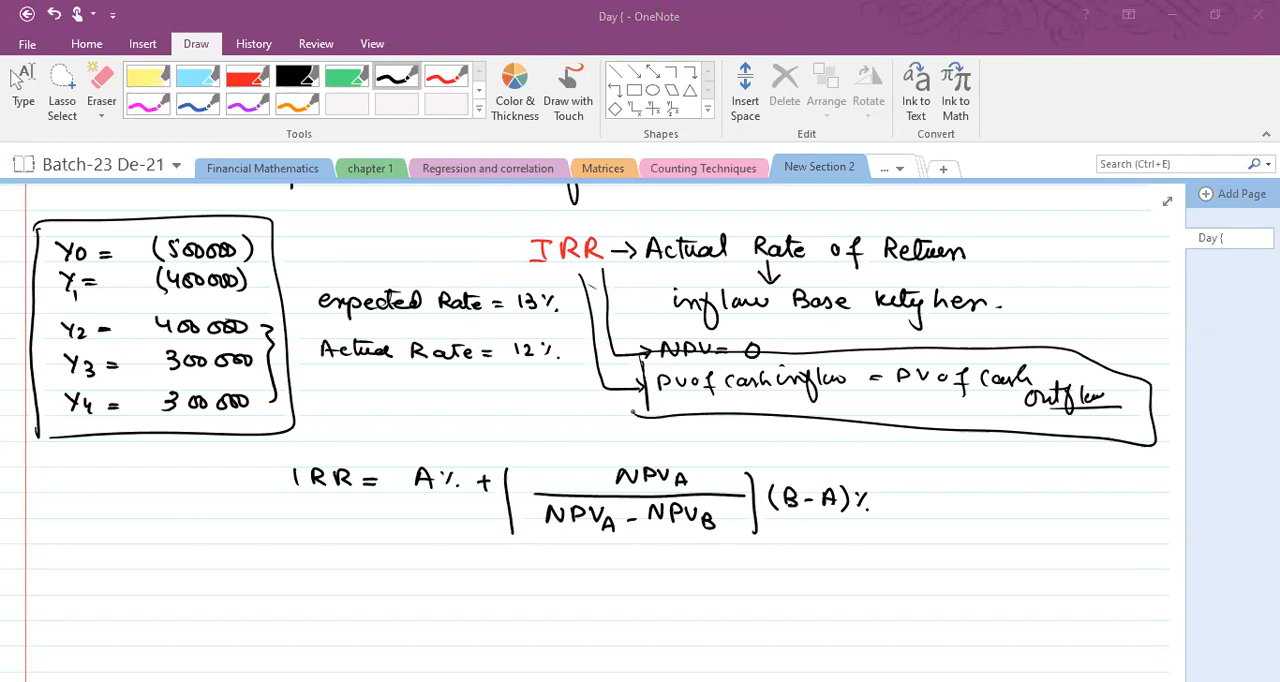 Day { - OneNote
File Home Insert Draw History Review View
Type
Lasso Select
Eraser
Color & Thickness
Draw with Touch
Insert Space
Delete
Arrange
Rotate
Ink to Text
Ink to Math
Tools
Shapes
Edit
Convert
Batch-23 De-21
Financial Mathematics
chapter 1
Regression and correlation
Matrices
Counting Techniques
New Section 2
...
Search (Ctrl+E)
Add Page
Day {
Y0 = (500000)
Y1 = (400000)
Y2 = 400000
Y3 = 300000
Y4 = 300000
IRR → Actual Rate of Return
inflow Base
expected Rate = 13%.
Actual Rate = 12%.
NPV = 0
PV of cash inflow = PV of Cash
outflow
IRR = A% + [NPVA / (NPVA - NPVB)] (B - A)%